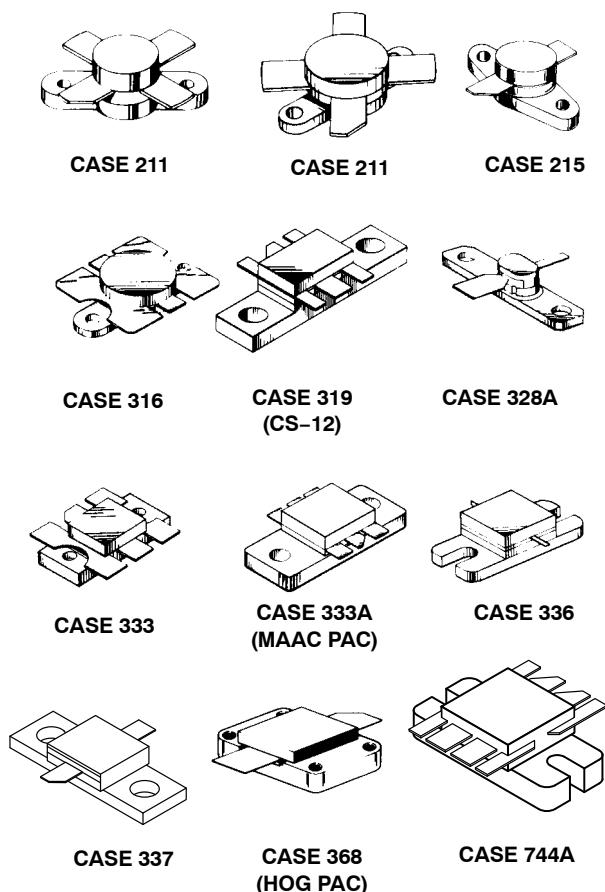 CASE 211
CASE 211
CASE 215
CASE 316
CASE 319
(CS–12)
CASE 328A
CASE 333
CASE 333A
(MAAC PAC)
CASE 336
CASE 337
CASE 368
(HOG PAC)
CASE 744A